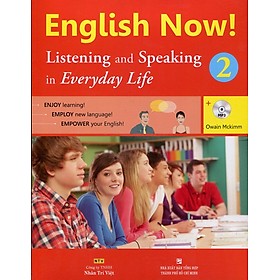 English Now!
Listening and Speaking
in Everyday Life
2
ENJOY learning!
EMPLOY new language!
EMPOWER your English!
+
MP3
Owain Mckimm
NTV
Công ty TNHH
Nhân Trí Việt
NHÀ XUẤT BẢN TỔNG HỢP
THÀNH PHỐ HỒ CHÍ MINH